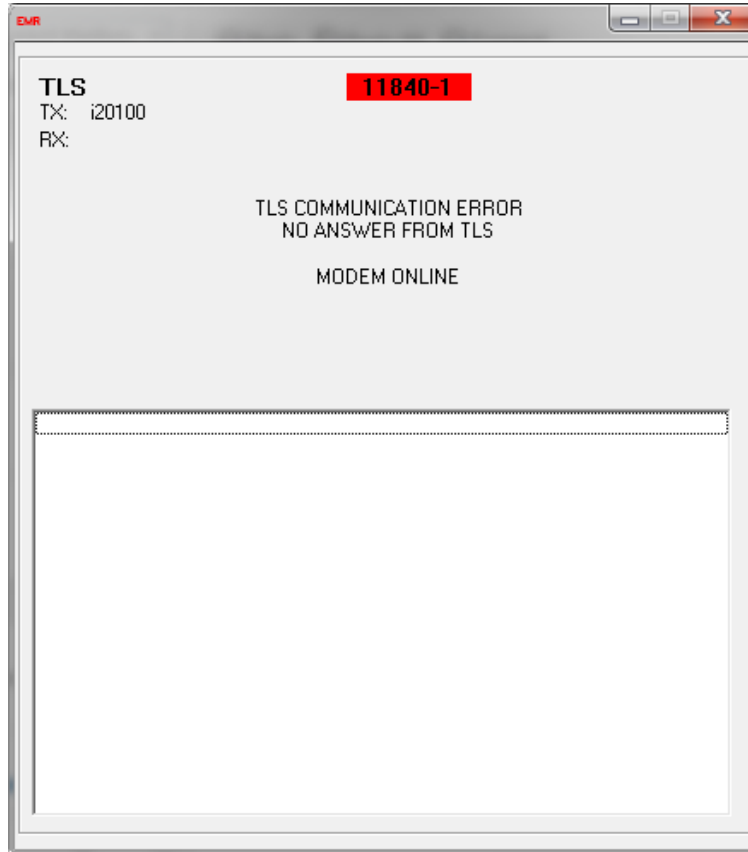 EMR
TLS 11840-1
TX: i20100
RX:
TLS COMMUNICATION ERROR
NO ANSWER FROM TLS
MODEM ONLINE